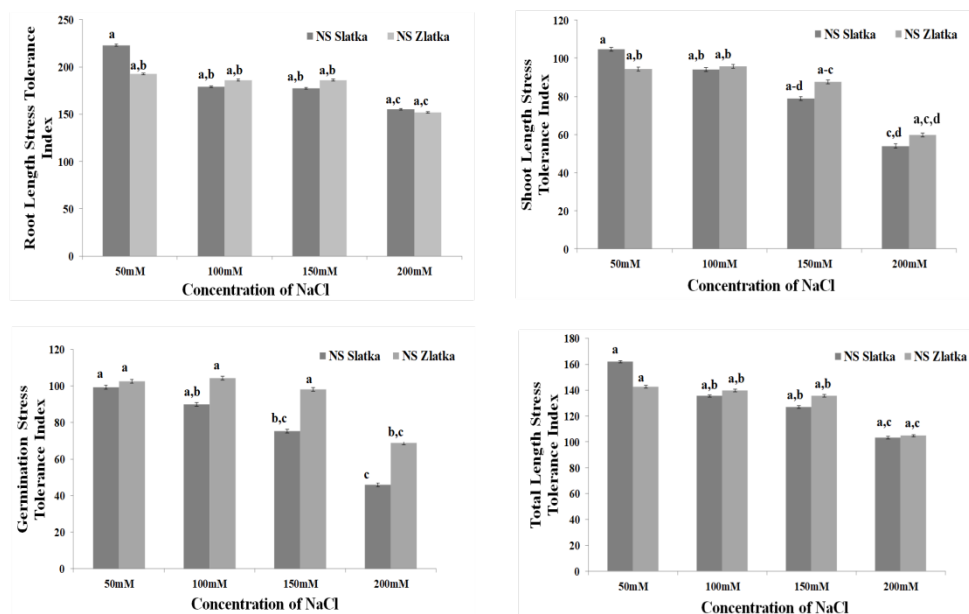 Root Length Stress Tolerance
Index
250
200
150
100
50
0
NS Slatka
NS Zlatka
a
a,b
a,b
a,b
a,b
a,b
a,c
a,c
50mM
100mM
150mM
200mM
Concentration of NaCl
Shoot Length Stress
Tolerance Index
120
100
80
60
40
20
0
NS Slatka
NS Zlatka
a
a,b
a,b
a,b
a-d
a-c
c,d
a,c,d
50mM
100mM
150mM
200mM
Concentration of NaCl
Germination Stress
Tolerance Index
120
100
80
60
40
20
0
NS Slatka
NS Zlatka
a
a
a,b
a
b,c
a
c
b,c
50mM
100mM
150mM
200mM
Concentration of NaCl
Total Length Stress
Tolerance Index
180
160
140
120
100
80
60
40
20
0
NS Slatka
NS Zlatka
a
a
a,b
a,b
a,b
a,b
a,c
a,c
50mM
100mM
150mM
200mM
Concentration of NaCl